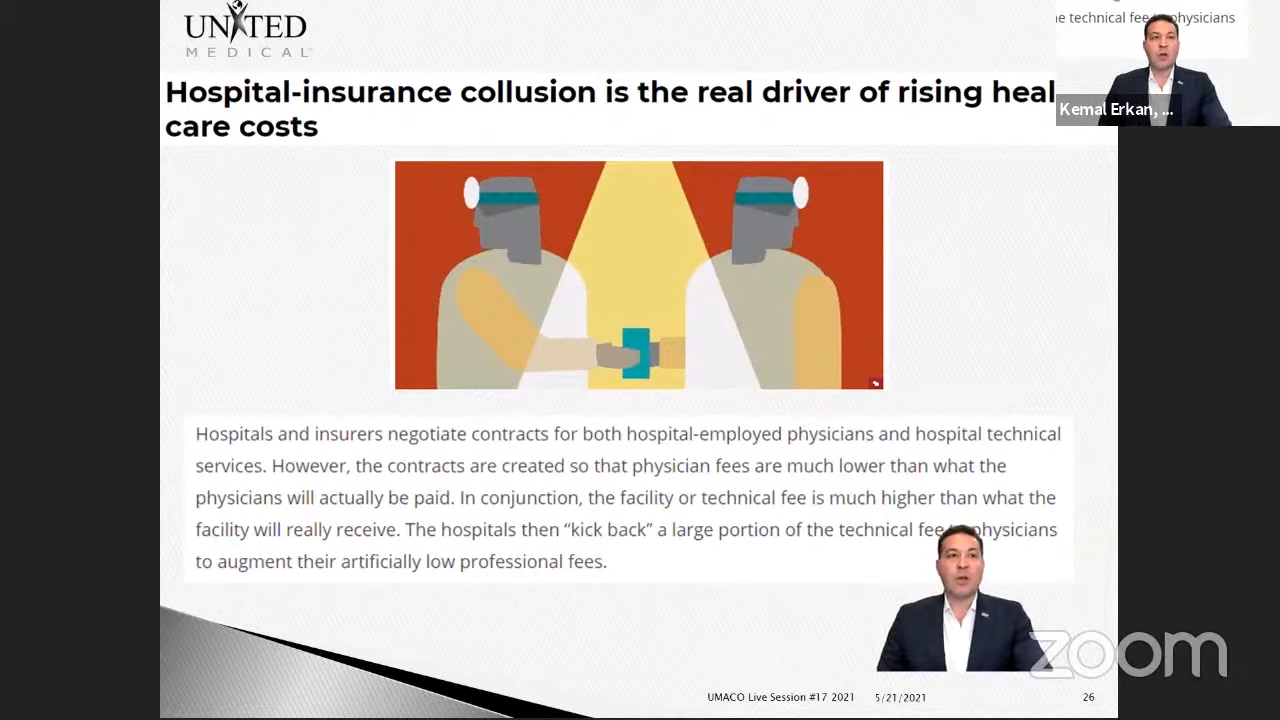 UNITED
MEDICAL
Hospital-insurance collusion is the real driver of rising heal
care costs
technical fee physicians
Kemal Erkan, ...
Hospitals and insurers negotiate contracts for both hospital-employed physicians and hospital technical
services. However, the contracts are created so that physician fees are much lower than what the
physicians will actually be paid. In conjunction, the facility or technical fee is much higher than what the
facility will really receive. The hospitals then “kick back” a large portion of the technical fee physicians
to augment their artificially low professional fees.
zoom
UMACO Live Session #17 2021 5/21/2021 26